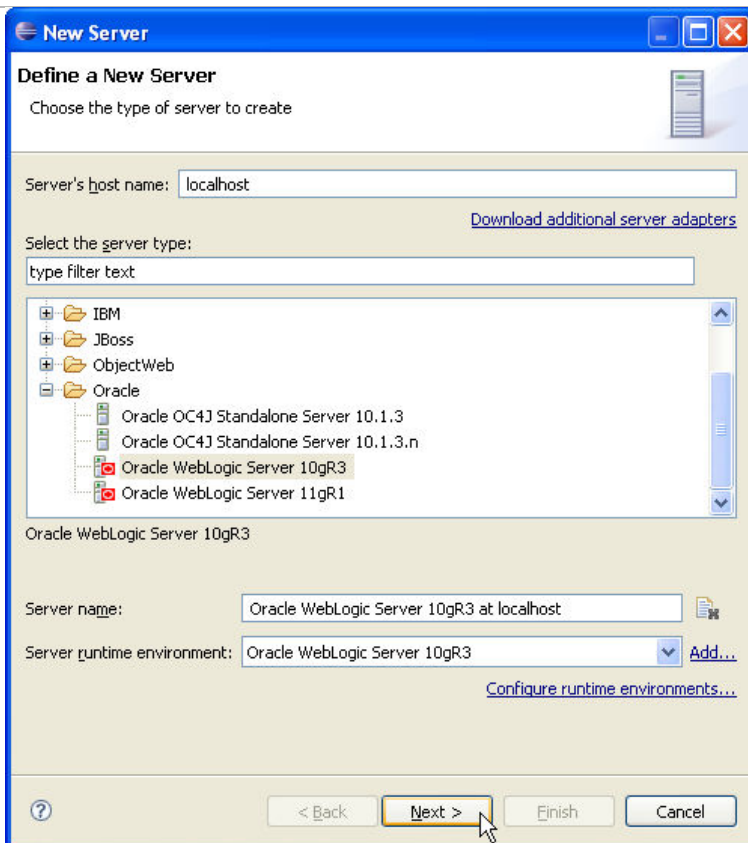 New Server
Define a New Server
Choose the type of server to create
Server's host name: localhost
Download additional server adapters
Select the server type:
type filter text
IBM
JBoss
ObjectWeb
Oracle
Oracle OC4J Standalone Server 10.1.3
Oracle OC4J Standalone Server 10.1.3.n
Oracle WebLogic Server 10gR3
Oracle WebLogic Server 11gR1
Oracle WebLogic Server 10gR3
Server name: Oracle WebLogic Server 10gR3 at localhost
Server runtime environment: Oracle WebLogic Server 10gR3 Add...
Configure runtime environments...
? < Back Next > Finish Cancel